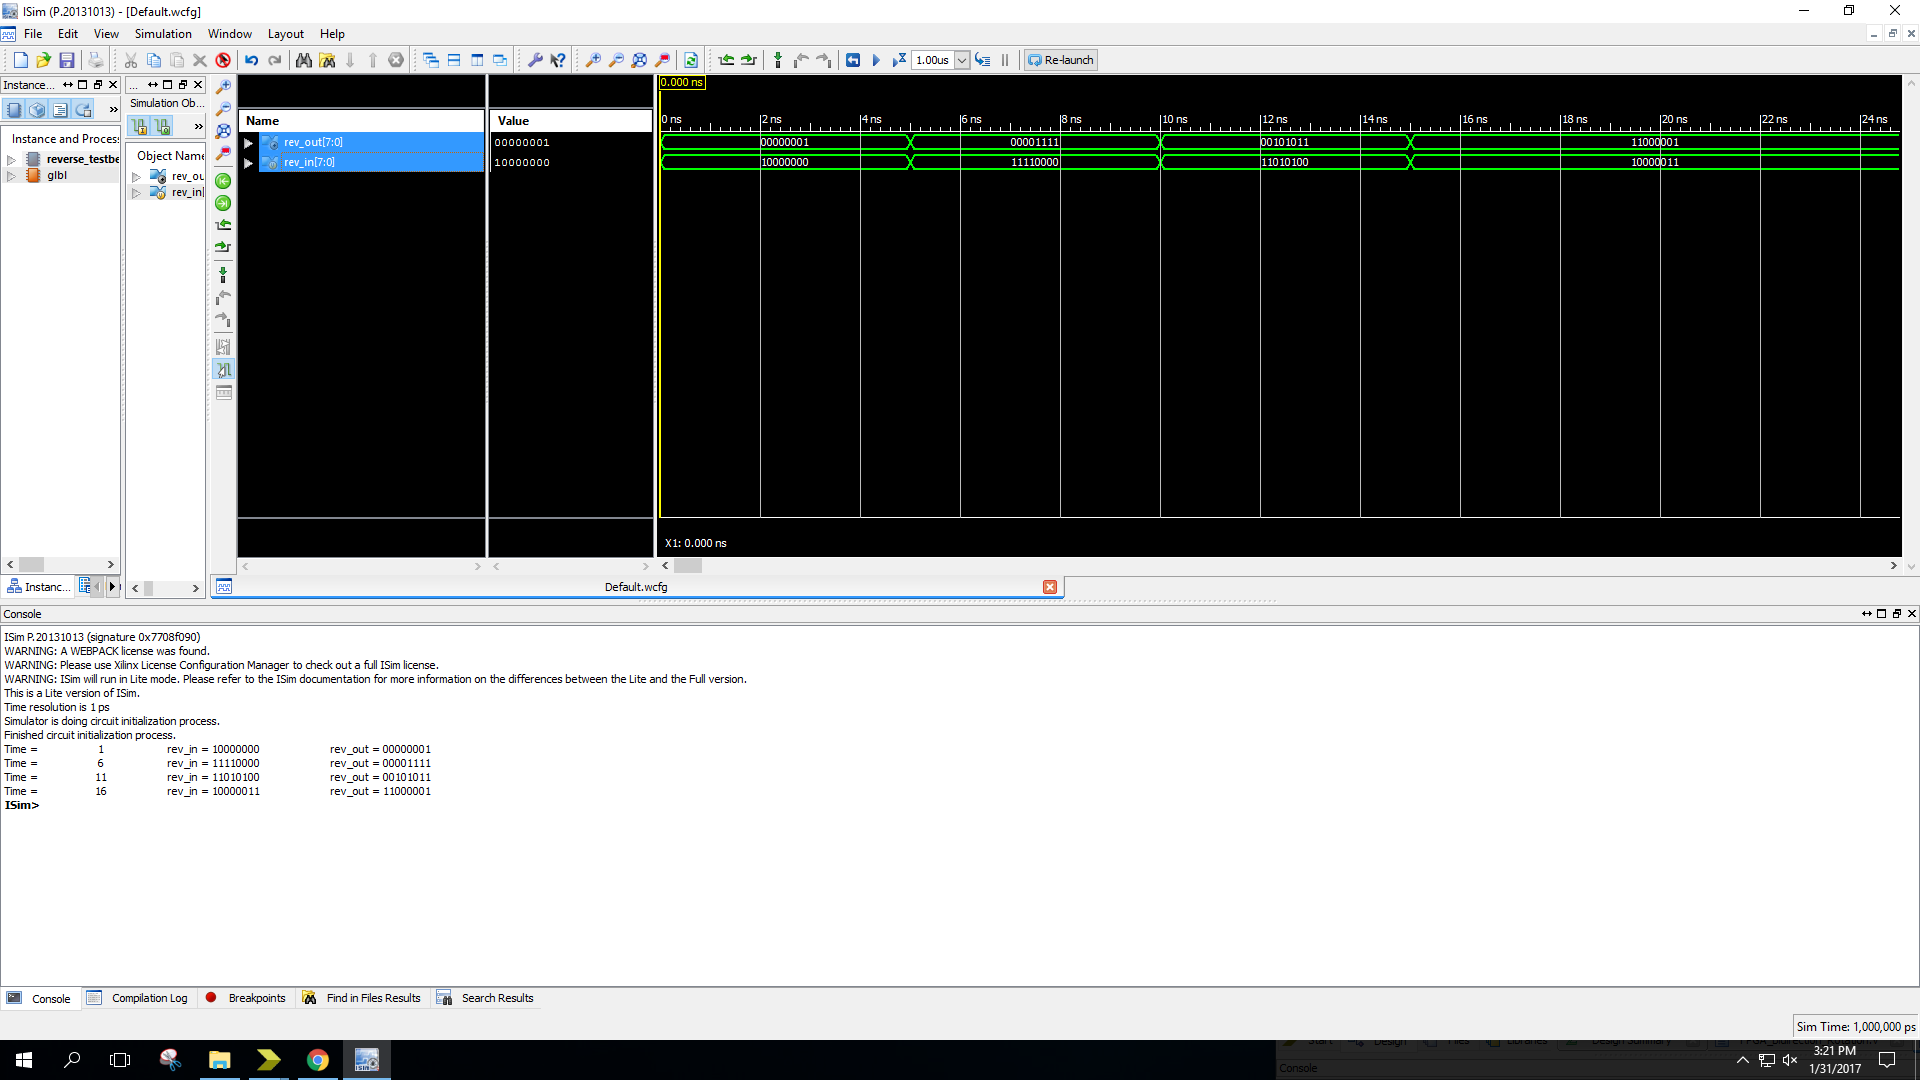 ISim (P.20131013) - [Default.wcfg]
File Edit View Simulation Window Layout Help
1.00us Re-launch
Instance...
...
Simulation Ob...
Instance and Process
reverse_testbe
glbl
Object Name
rev_ou
rev_in[
Name Value
rev_out[7:0] 00000001
rev_in[7:0] 10000000
0.000 ns
0 ns 2 ns 4 ns 6 ns 8 ns 10 ns 12 ns 14 ns 16 ns 18 ns 20 ns 22 ns 24 ns
00000001 00001111 00101011 11000001
10000000 11110000 11010100 10000011
X1: 0.000 ns
Instanc...
Default.wcfg
Console
ISim P.20131013 (signature 0x7708f090)
WARNING: A WEBPACK license was found.
WARNING: Please use Xilinx License Configuration Manager to check out a full ISim license.
WARNING: ISim will run in Lite mode. Please refer to the ISim documentation for more information on the differences between the Lite and the Full version.
This is a Lite version of ISim.
Time resolution is 1 ps
Simulator is doing circuit initialization process.
Finished circuit initialization process.
Time = 1 rev_in = 10000000 rev_out = 00000001
Time = 6 rev_in = 11110000 rev_out = 00001111
Time = 11 rev_in = 11010100 rev_out = 00101011
Time = 16 rev_in = 10000011 rev_out = 11000001
ISim>
Console Compilation Log Breakpoints Find in Files Results Search Results
Sim Time: 1,000,000 ps
Console
3:21 PM
1/31/2017